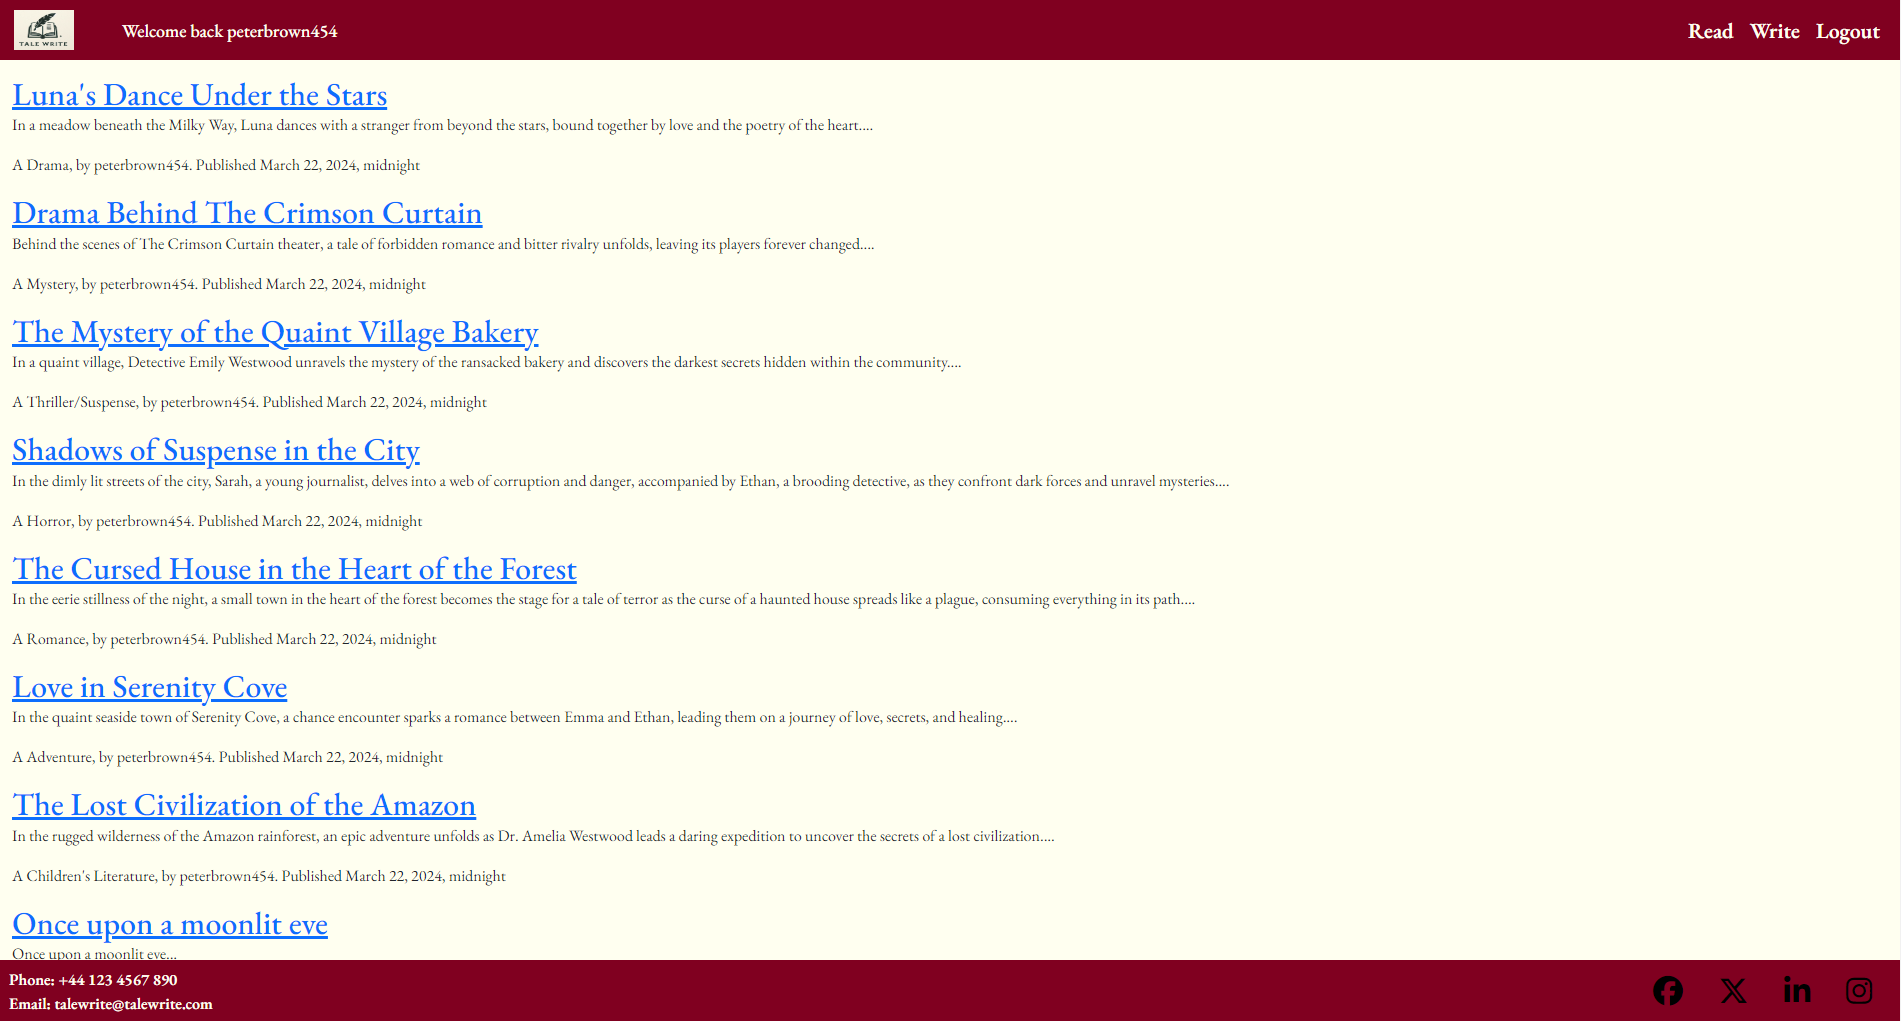 TALE WRITE
Welcome back peterbrown454
Read Write Logout
Luna's Dance Under the Stars
In a meadow beneath the Milky Way, Luna dances with a stranger from beyond the stars, bound together by love and the poetry of the heart....
A Drama, by peterbrown454. Published March 22, 2024, midnight
Drama Behind The Crimson Curtain
Behind the scenes of The Crimson Curtain theater, a tale of forbidden romance and bitter rivalry unfolds, leaving its players forever changed....
A Mystery, by peterbrown454. Published March 22, 2024, midnight
The Mystery of the Quaint Village Bakery
In a quaint village, Detective Emily Westwood unravels the mystery of the ransacked bakery and discovers the darkest secrets hidden within the community....
A Thriller/Suspense, by peterbrown454. Published March 22, 2024, midnight
Shadows of Suspense in the City
In the dimly lit streets of the city, Sarah, a young journalist, delves into a web of corruption and danger, accompanied by Ethan, a brooding detective, as they confront dark forces and unravel mysteries....
A Horror, by peterbrown454. Published March 22, 2024, midnight
The Cursed House in the Heart of the Forest
In the eerie stillness of the night, a small town in the heart of the forest becomes the stage for a tale of terror as the curse of a haunted house spreads like a plague, consuming everything in its path....
A Romance, by peterbrown454. Published March 22, 2024, midnight
Love in Serenity Cove
In the quaint seaside town of Serenity Cove, a chance encounter sparks a romance between Emma and Ethan, leading them on a journey of love, secrets, and healing....
A Adventure, by peterbrown454. Published March 22, 2024, midnight
The Lost Civilization of the Amazon
In the rugged wilderness of the Amazon rainforest, an epic adventure unfolds as Dr. Amelia Westwood leads a daring expedition to uncover the secrets of a lost civilization....
A Children's Literature, by peterbrown454. Published March 22, 2024, midnight
Once upon a moonlit eve
Once upon a moonlit eve...
Phone: +44 123 4567 890
Email: talewrite@talewrite.com